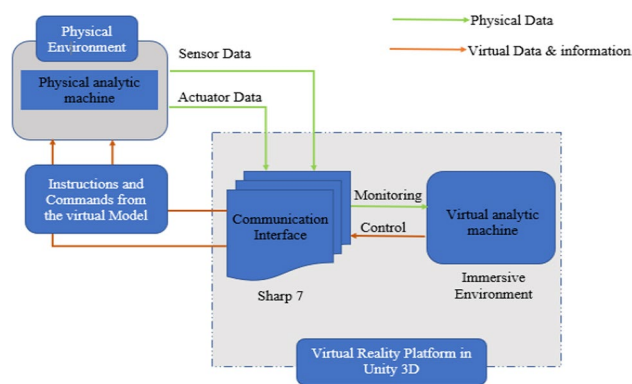 Physical
Environment
Physical analytic
machine
Sensor Data
Actuator Data
Physical Data
Virtual Data & information
Instructions and
Commands from
the virtual Model
Communication
Interface
Sharp 7
Monitoring
Control
Virtual analytic
machine
Immersive
Environment
Virtual Reality Platform in
Unity 3D